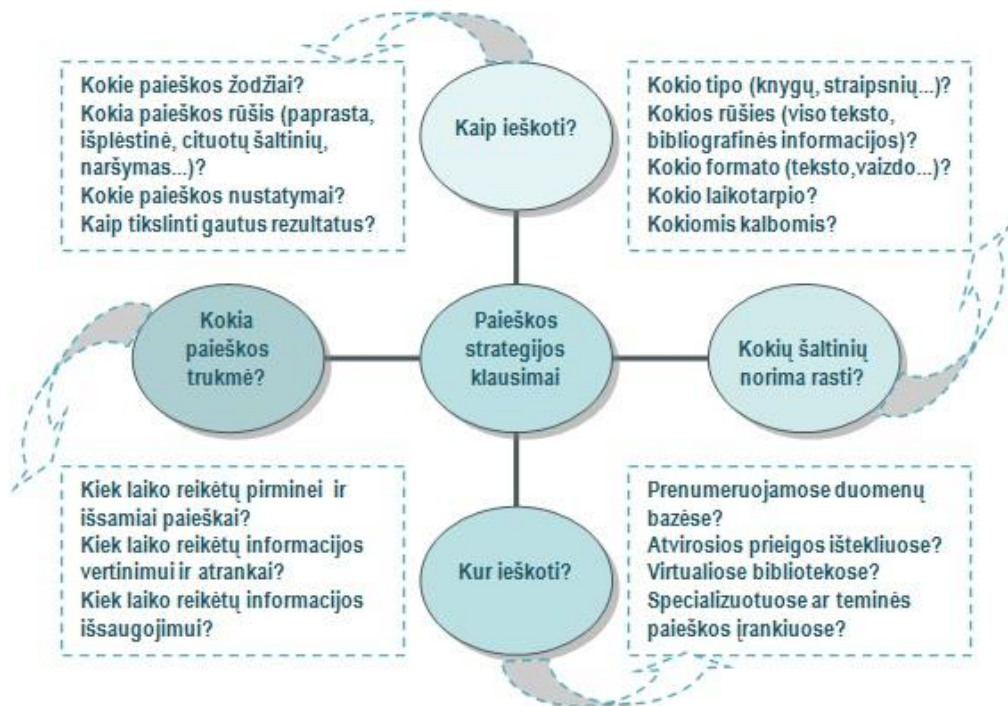 Kokie paieškos žodžiai?
Kokia paieškos rūšis (paprasta,
išplėstinė, cituotų šaltinių,
naršymas...)?
Kokie paieškos nustatymai?
Kaip tikslinti gautus rezultatus?
Kaip ieškoti?
Kokio tipo (knygų, straipsnių...)?
Kokios rūšies (viso teksto,
bibliografinės informacijos)?
Kokio formato (teksto,vaizdo...)?
Kokio laikotarpio?
Kokiomis kalbomis?
Kokia
paieškos
trukmė?
Paieškos
strategijos
klausimai
Kokių šaltinių
norima rasti?
Kiek laiko reikėtų pirminei ir
išsamiai paieškai?
Kiek laiko reikėtų informacijos
vertinimui ir atrankai?
Kiek laiko reikėtų informacijos
išsaugojimui?
Kur ieškoti?
Prenumeruojamose duomenų
bazėse?
Atvirosios prieigos ištekliuose?
Virtualiose bibliotekose?
Specializuotuose ar teminės
paieškos įrankiuose?